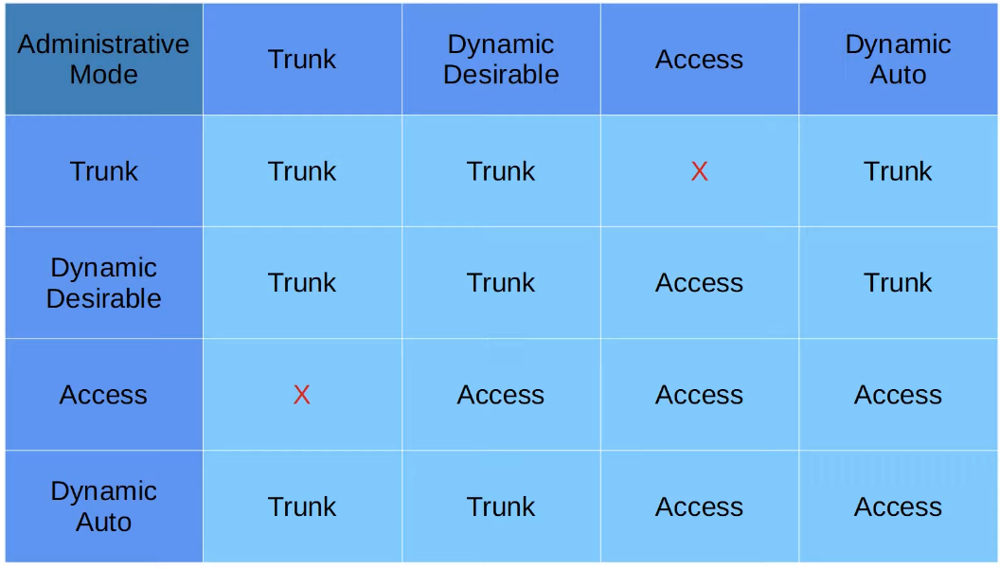 Administrative
Mode
Trunk
Dynamic
Desirable
Access
Dynamic
Auto
Trunk
Trunk
Trunk
X
Trunk
Dynamic
Desirable
Trunk
Trunk
Access
Trunk
Access
X
Access
Access
Access
Dynamic
Auto
Trunk
Trunk
Access
Access